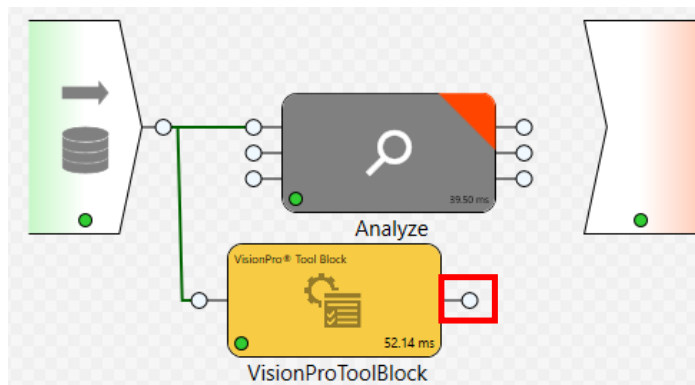 39.50 ms
Analyze
VisionPro® Tool Block
52.14 ms
VisionProToolBlock